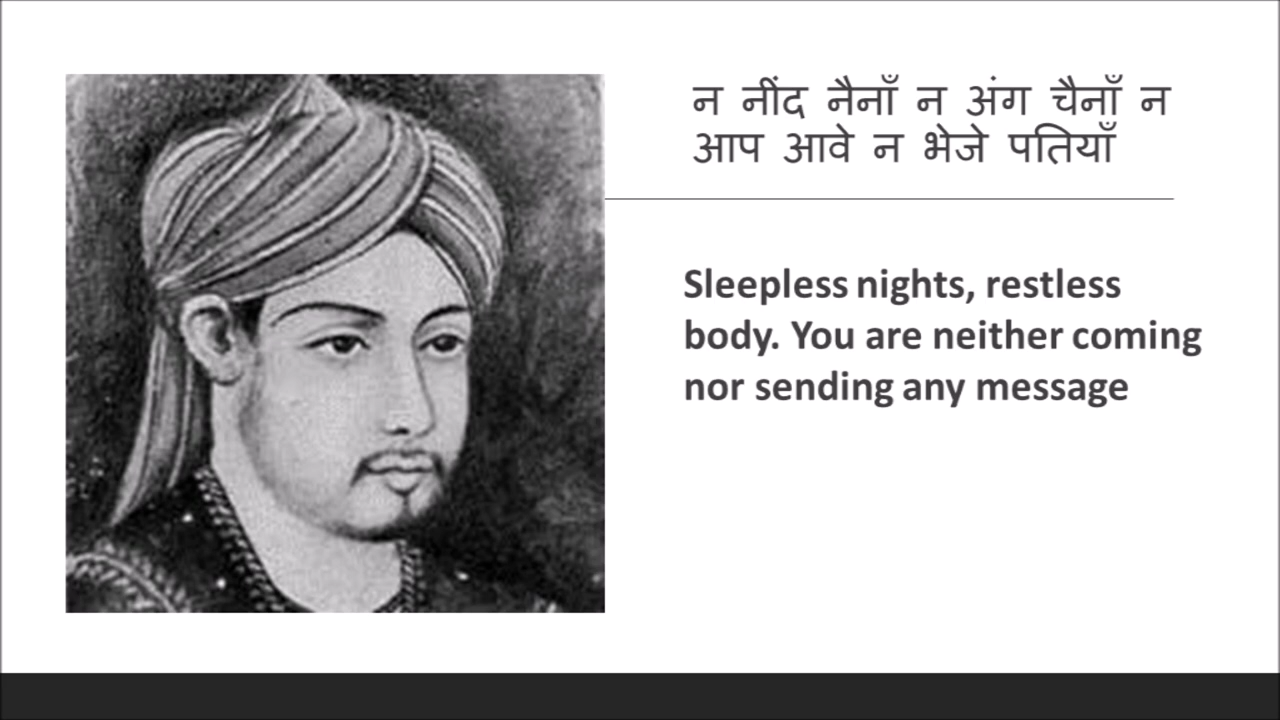 न नींद नैनाँ न अंग चैनाँ न
आप आवे न भेजे पतियाँ
Sleepless nights, restless
body. You are neither coming
nor sending any message